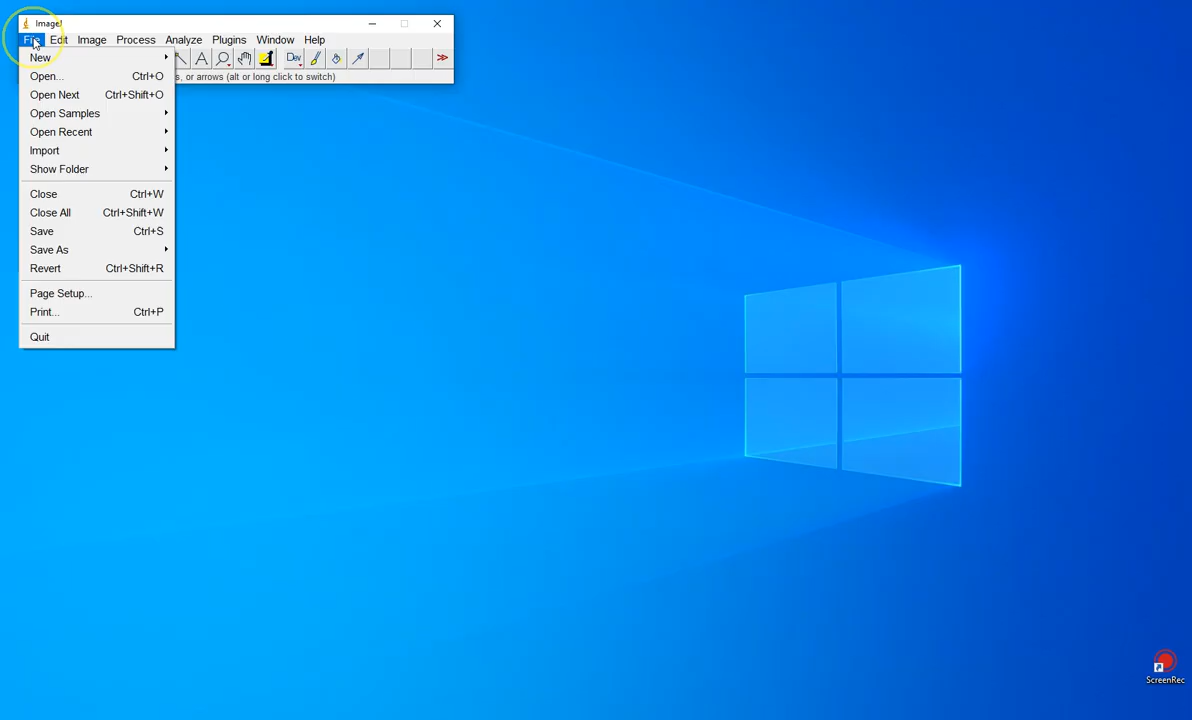 ImageJ
File Edit Image Process Analyze Plugins Window Help
Dev
s, or arrows (alt or long click to switch)
New
Open... Ctrl+O
Open Next Ctrl+Shift+O
Open Samples
Open Recent
Import
Show Folder
Close Ctrl+W
Close All Ctrl+Shift+W
Save Ctrl+S
Save As
Revert Ctrl+Shift+R
Page Setup...
Print... Ctrl+P
Quit
ScreenRec